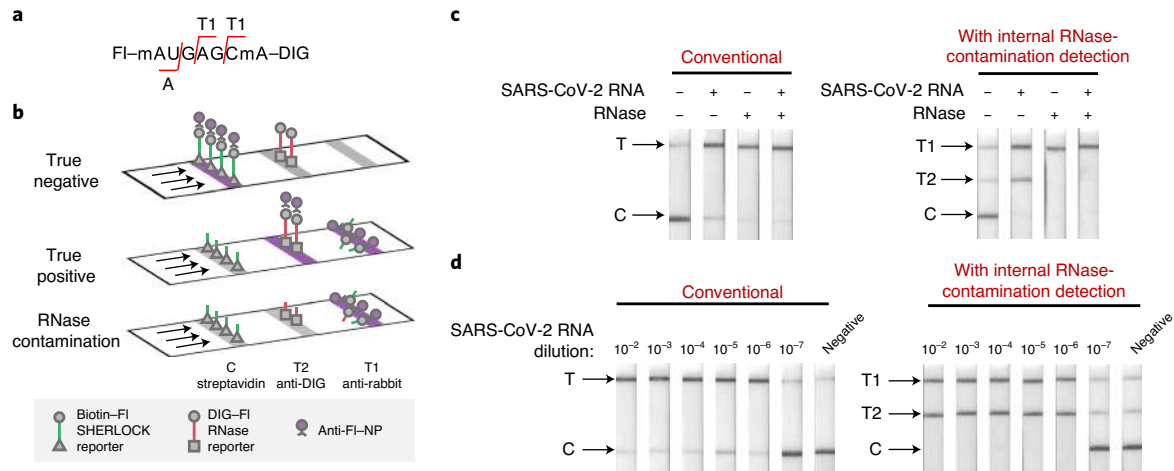 a
T1 T1
Fl–mAUGAGCmA–DIG
A
b
True
negative
True
positive
RNase
contamination
C
streptavidin
T2
anti-DIG
T1
anti-rabbit
Biotin–Fl
SHERLOCK
reporter
DIG–Fl
RNase
reporter
Anti-Fl–NP
c
Conventional
SARS-CoV-2 RNA – + – +
RNase – – + +
T
C
With internal RNase-
contamination detection
SARS-CoV-2 RNA – + – +
RNase – – + +
T1
T2
C
d
Conventional
SARS-CoV-2 RNA
dilution: 10⁻² 10⁻³ 10⁻⁴ 10⁻⁵ 10⁻⁶ 10⁻⁷ Negative
T
C
With internal RNase-
contamination detection
10⁻² 10⁻³ 10⁻⁴ 10⁻⁵ 10⁻⁶ 10⁻⁷ Negative
T1
T2
C